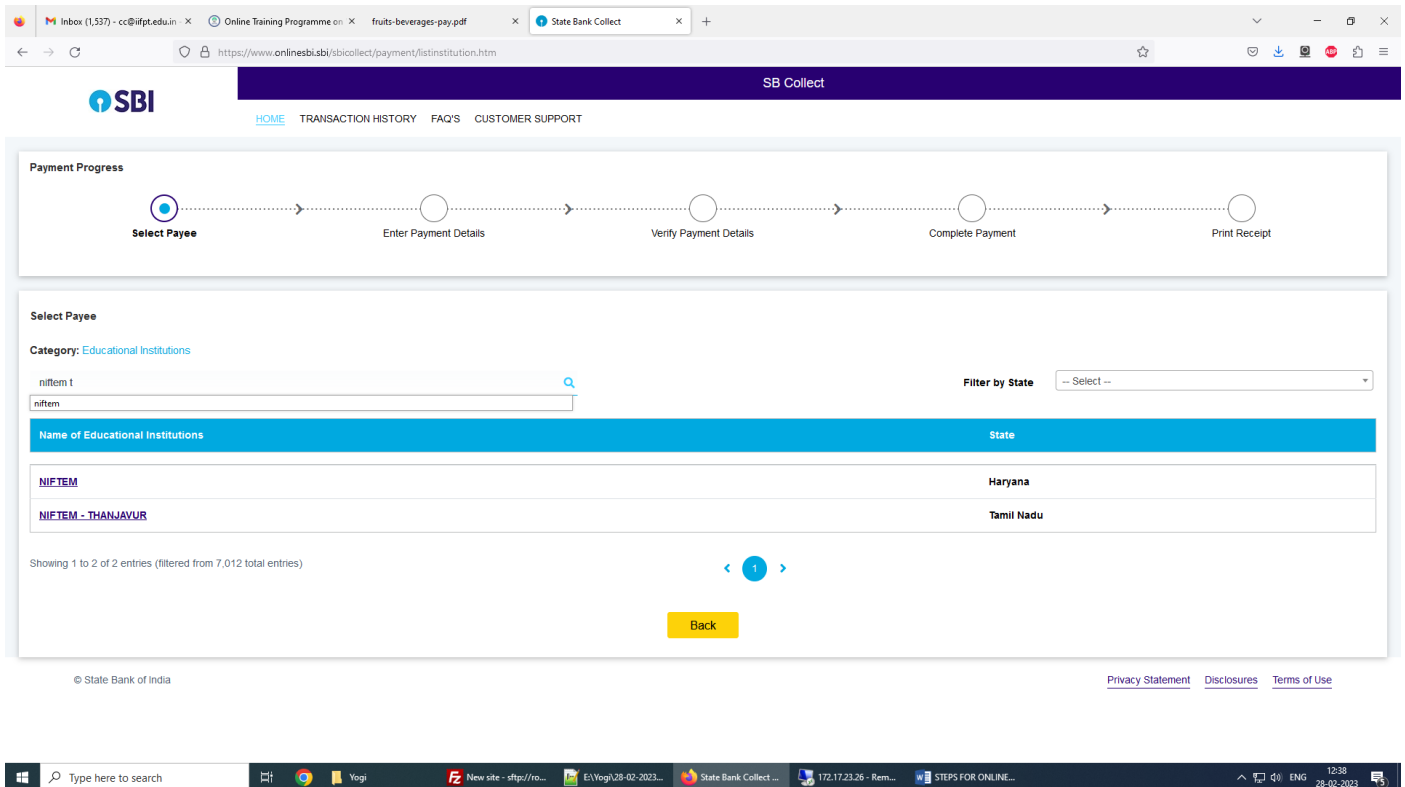 Inbox (1,537) - cc@iifpt.edu.in -
Online Training Programme on
fruits-beverages-pay.pdf
State Bank Collect
https://www.onlinesbi.sbi/sbicollect/payment/listinstitution.htm
ABP
SBI
SB Collect
HOME TRANSACTION HISTORY FAQ'S CUSTOMER SUPPORT
Payment Progress
Select Payee Enter Payment Details Verify Payment Details Complete Payment Print Receipt
Select Payee
Category: Educational Institutions
niftem t
Filter by State -- Select --
niftem
Name of Educational Institutions State
NIFTEM Haryana
NIFTEM - THANJAVUR Tamil Nadu
Showing 1 to 2 of 2 entries (filtered from 7,012 total entries)
1
Back
© State Bank of India Privacy Statement Disclosures Terms of Use
Type here to search Yogi New site - sftp://ro... E:\Yogi\28-02-2023... State Bank Collect ... 172.17.23.26 - Rem... STEPS FOR ONLINE... ENG 12:38
28-02-2023 5